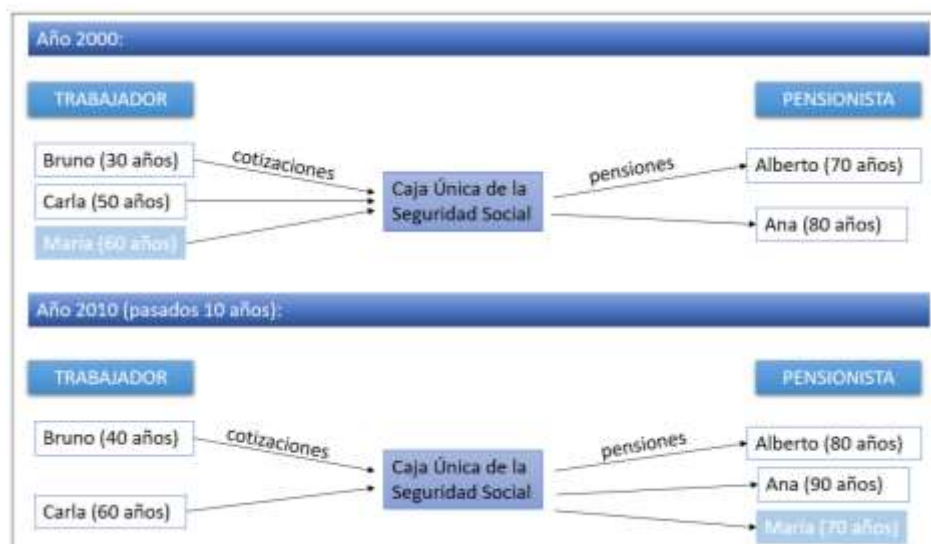 Año 2000:
TRABAJADOR
PENSIONISTA
Bruno (30 años)
Carla (50 años)
María (60 años)
cotizaciones
Caja Única de la
Seguridad Social
pensiones
Alberto (70 años)
Ana (80 años)
Año 2010 (pasados 10 años):
TRABAJADOR
PENSIONISTA
Bruno (40 años)
Carla (60 años)
cotizaciones
Caja Única de la
Seguridad Social
pensiones
Alberto (80 años)
Ana (90 años)
María (70 años)